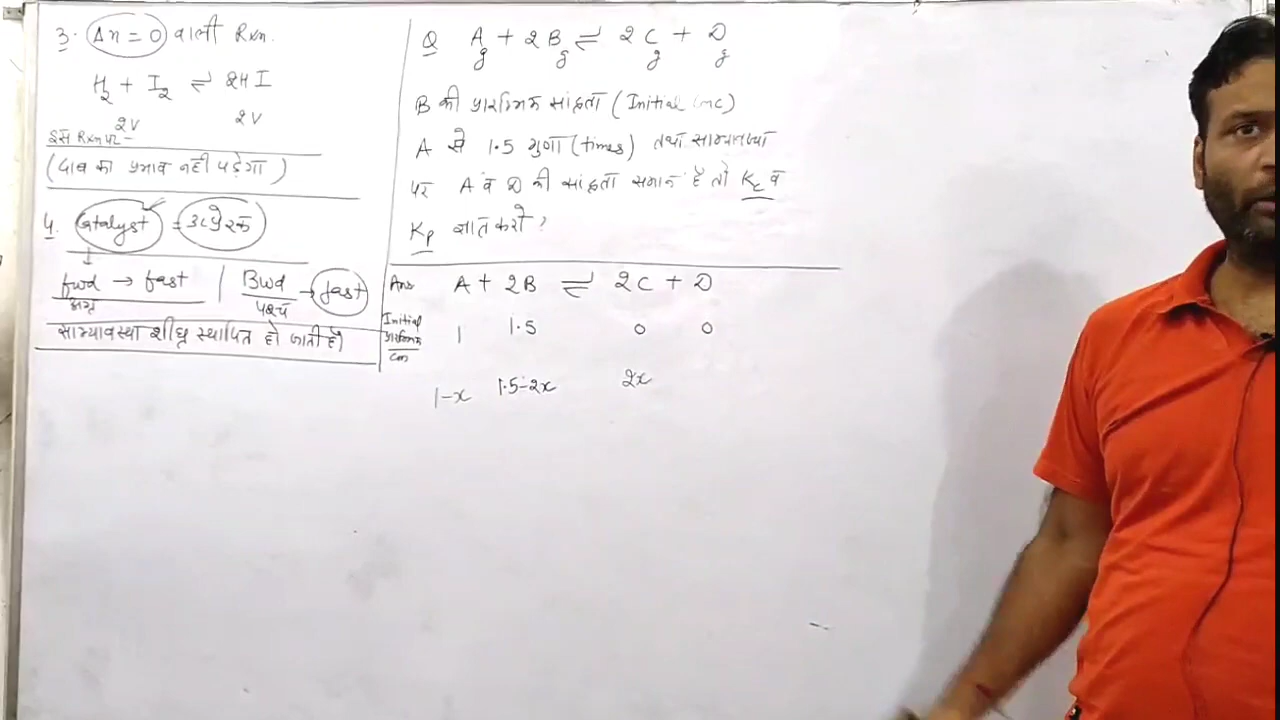 3. Δn = 0 वाली Rxn.
H₂ + I₂ ⇌ 2HI
2V 2V
इस Rxn पर
(दाब का प्रभाव नहीं पड़ेगा)
4. Catalyst = उत्प्रेरक
fwd → fast | Bwd → fast
अग्र पश्च
साम्यावस्था शीघ्र स्थापित हो जाती है।
Q A + 2B ⇌ 2C + D
g g g g
B की प्रारम्भिक सांद्रता (Initial Conc)
A से 1.5 गुणा (times) तथा साम्यावस्था
पर A व D की सांद्रता समान है तो Kc व
Kp ज्ञात करो?
Ans A + 2B ⇌ 2C + D
Initial 1 1.5 0 0
प्रारम्भिक
1-x 1.5-2x 2x